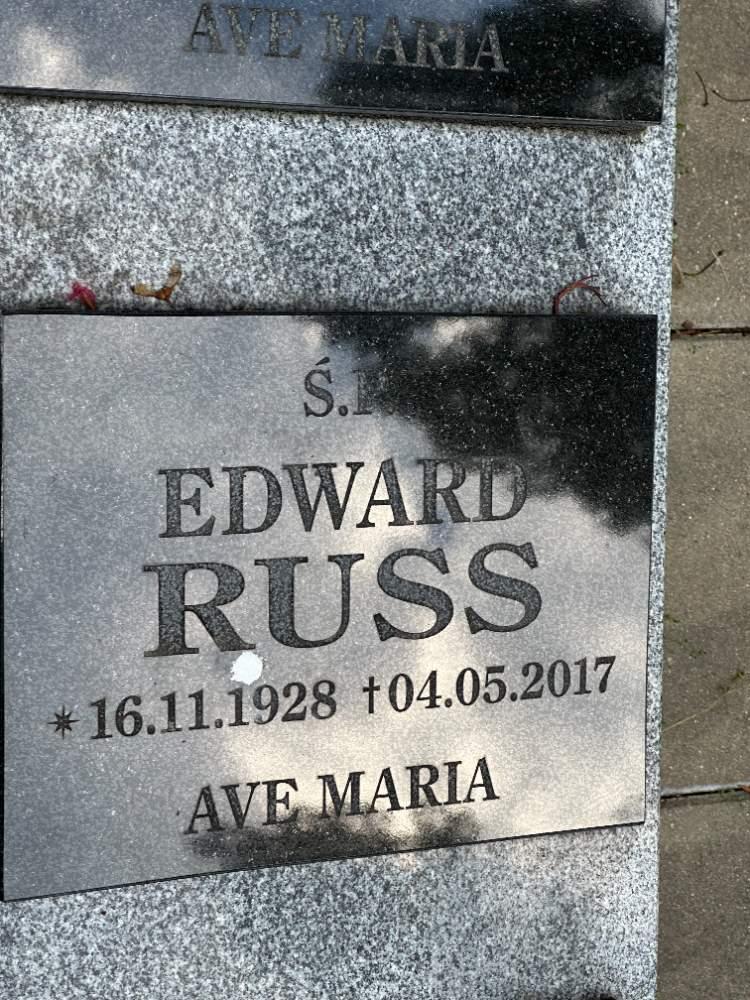 AVE MARIA
Ś.P.
EDWARD
RUSS
*16.11.1928 †04.05.2017
AVE MARIA